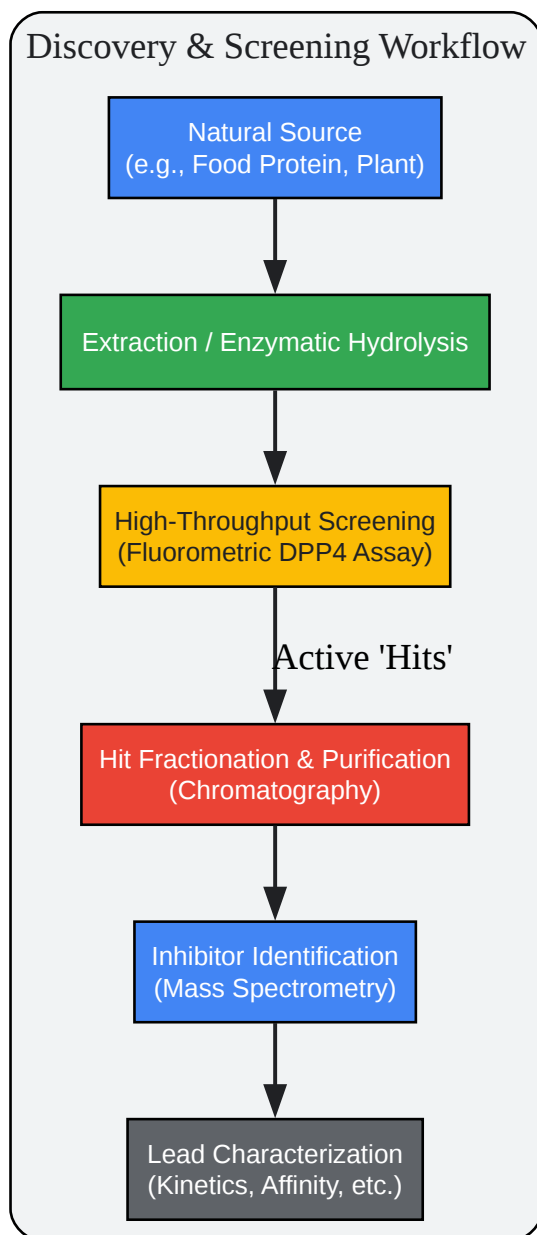 Discovery & Screening Workflow
Natural Source
(e.g., Food Protein, Plant)
Extraction / Enzymatic Hydrolysis
High-Throughput Screening
(Fluorometric DPP4 Assay)
Active 'Hits'
Hit Fractionation & Purification
(Chromatography)
Inhibitor Identification
(Mass Spectrometry)
Lead Characterization
(Kinetics, Affinity, etc.)